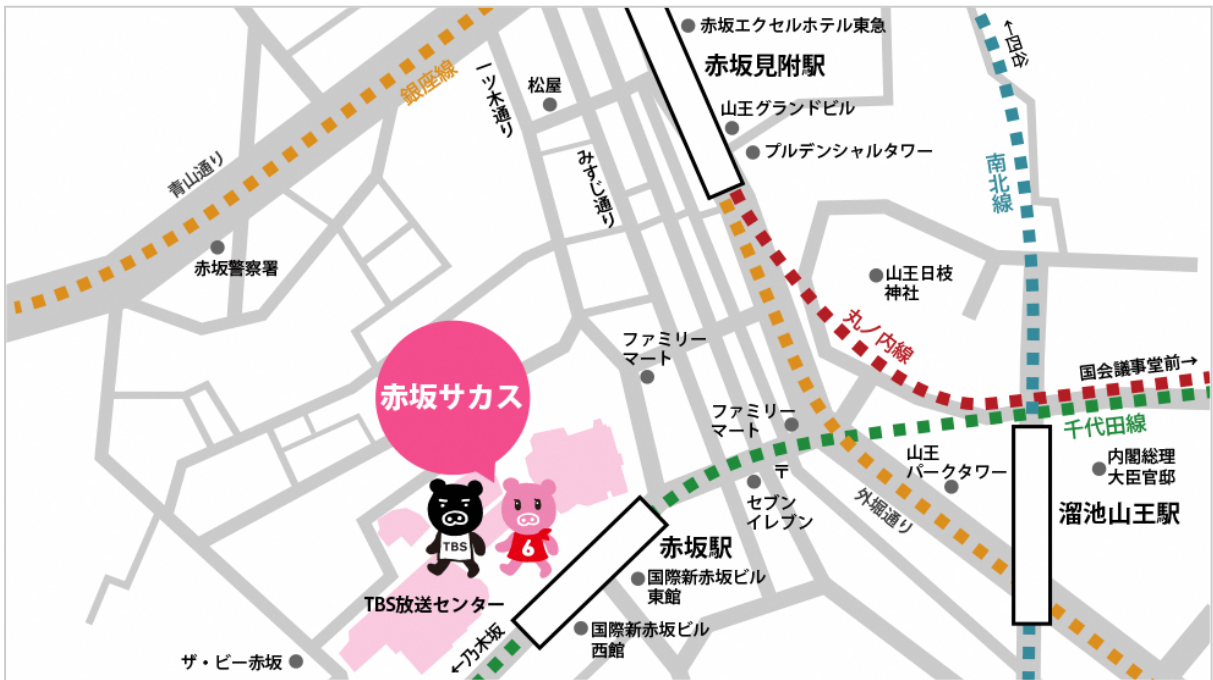 赤坂エクセルホテル東急
赤坂見附駅
←四谷
銀座線
一ツ木通り
松屋
山王グランドビル
プルデンシャルタワー
青山通り
みすじ通り
南北線
赤坂警察署
山王日枝
神社
丸ノ内線
ファミリー
マート
国会議事堂前→
赤坂サカス
ファミリー
マート
千代田線
山王
パークタワー
内閣総理
大臣官邸
〒
セブン
イレブン
外堀通り
溜池山王駅
TBS
6
赤坂駅
国際新赤坂ビル
東館
TBS放送センター
国際新赤坂ビル
西館
←乃木坂
ザ・ビー赤坂